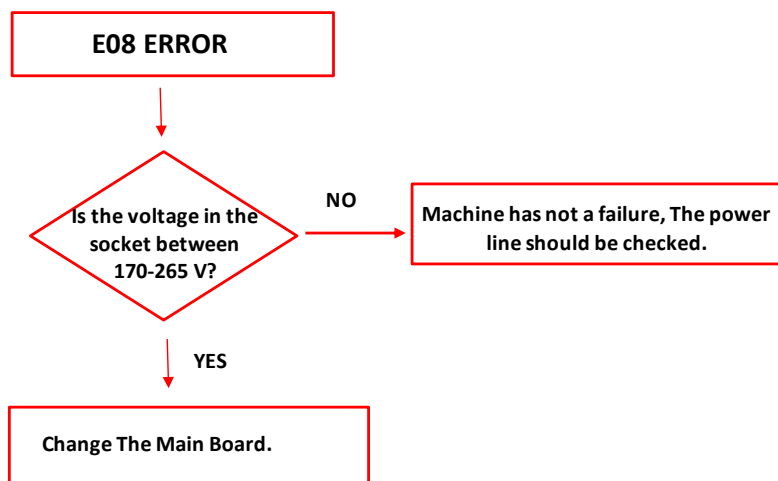 E08 ERROR
Is the voltage in the
socket between
170-265 V?
NO
Machine has not a failure, The power
line should be checked.
YES
Change The Main Board.